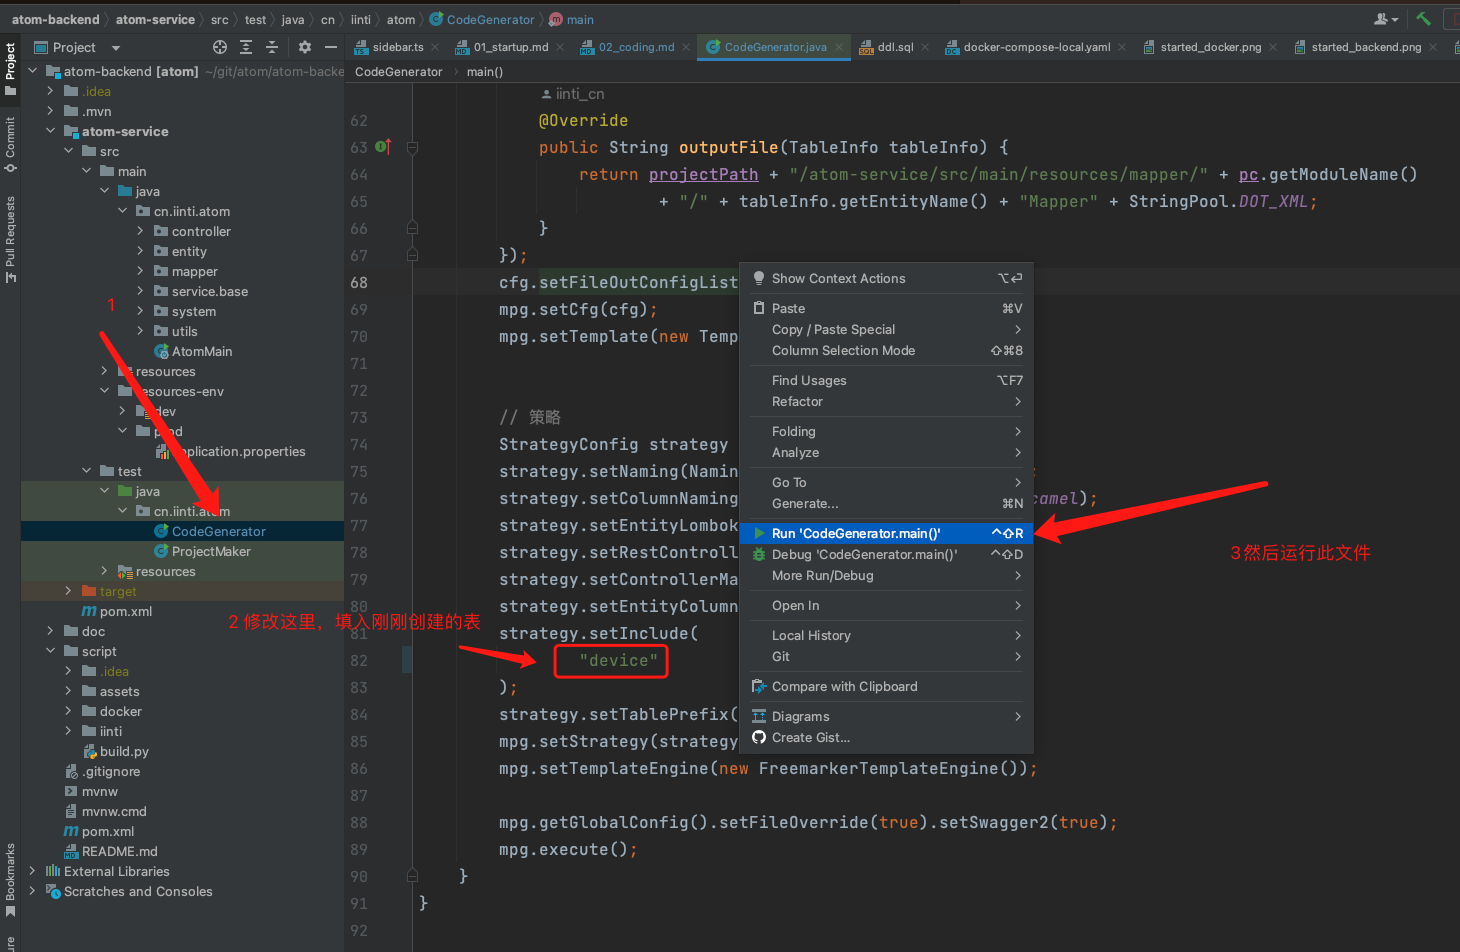 atom-backend
atom-service
src
test
java
cn
iinti
atom
CodeGenerator
main
Project
sidebar.ts
01_startup.md
02_coding.md
CodeGenerator.java
ddl.sql
docker-compose-local.yaml
started_docker.png
started_backend.png
CodeGenerator
main()
Project
Commit
Pull Requests
Bookmarks
atom-backend [atom] ~/git/atom/atom-backe
.idea
.mvn
atom-service
src
main
java
cn.iinti.atom
controller
entity
mapper
service.base
system
utils
AtomMain
resources
resources-env
dev
prod
application.properties
test
java
cn.iinti.atom
CodeGenerator
ProjectMaker
resources
target
pom.xml
doc
script
.idea
assets
docker
iinti
build.py
.gitignore
mvnw
mvnw.cmd
pom.xml
README.md
External Libraries
Scratches and Consoles
1
2 修改这里，填入刚刚创建的表
3然后运行此文件
iinti_cn
62 @Override
63 public String outputFile(TableInfo tableInfo) {
64 return projectPath + "/atom-service/src/main/resources/mapper/" + pc.getModuleName()
65 + "/" + tableInfo.getEntityName() + "Mapper" + StringPool.DOT_XML;
66 }
67 });
68 cfg.setFileOutConfigList
69 mpg.setCfg(cfg);
70 mpg.setTemplate(new Temp
71
72
73 // 策略
74 StrategyConfig strategy
75 strategy.setNaming(Namin ;
76 strategy.setColumnNaming camel);
77 strategy.setEntityLombok
78 strategy.setRestControll
79 strategy.setControllerMa
80 strategy.setEntityColumn
81 strategy.setInclude(
82 "device"
83 );
84 strategy.setTablePrefix(
85 mpg.setStrategy(strategy
86 mpg.setTemplateEngine(new FreemarkerTemplateEngine());
87
88 mpg.getGlobalConfig().setFileOverride(true).setSwagger2(true);
89 mpg.execute();
90 }
91 }
92
Show Context Actions ⌥⏎
Paste ⌘V
Copy / Paste Special
Column Selection Mode ⇧⌘8
Find Usages ⌥F7
Refactor
Folding
Analyze
Go To
Generate... ⌘N
Run 'CodeGenerator.main()' ^⇧R
Debug 'CodeGenerator.main()' ^⇧D
More Run/Debug
Open In
Local History
Git
Compare with Clipboard
Diagrams
Create Gist...